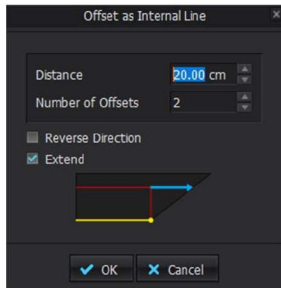 Offset as Internal Line
Distance 20.00 cm
Number of Offsets 2
Reverse Direction
Extend
OK Cancel